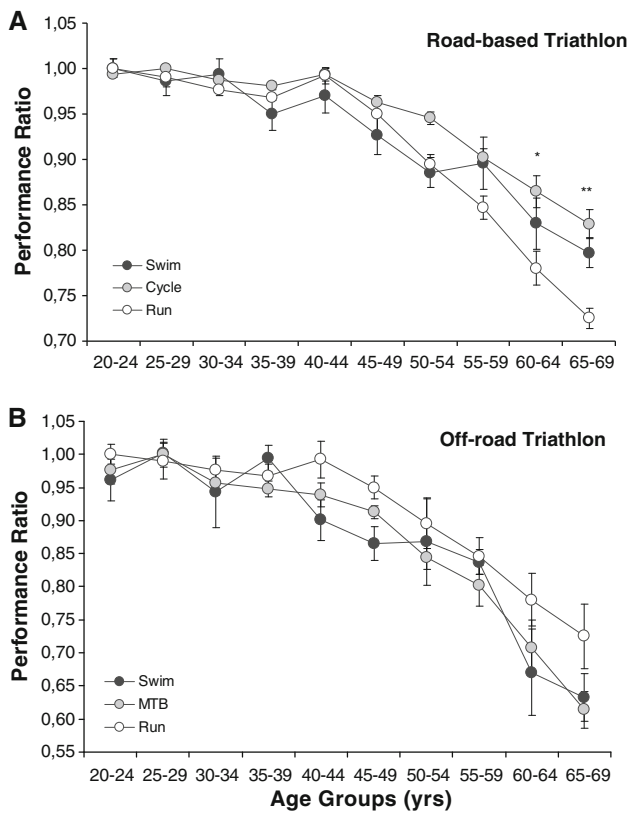 A
Road-based Triathlon
Performance Ratio
1,05
1,00
0,95
0,90
0,85
0,80
0,75
0,70
*
**
Swim
Cycle
Run
20-24 25-29 30-34 35-39 40-44 45-49 50-54 55-59 60-64 65-69
B
Off-road Triathlon
Performance Ratio
1,05
1,00
0,95
0,90
0,85
0,80
0,75
0,70
0,65
0,60
0,55
Swim
MTB
Run
20-24 25-29 30-34 35-39 40-44 45-49 50-54 55-59 60-64 65-69
Age Groups (yrs)